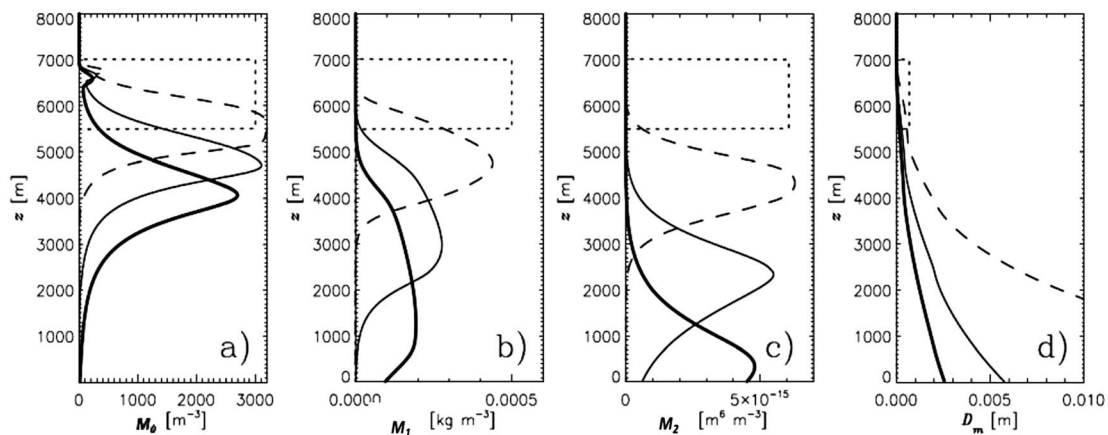 8000 7000 6000 5000 4000 3000 2000 1000 0
z [m]
a)
0 1000 2000 3000
M₀ [m⁻³]
8000 7000 6000 5000 4000 3000 2000 1000 0
z [m]
b)
0.0000 0.0005
M₁ [kg m⁻³]
8000 7000 6000 5000 4000 3000 2000 1000 0
z [m]
c)
0 5×10⁻¹⁵
M₂ [m⁶ m⁻³]
8000 7000 6000 5000 4000 3000 2000 1000 0
z [m]
d)
0.000 0.005 0.010
Dₘ [m]